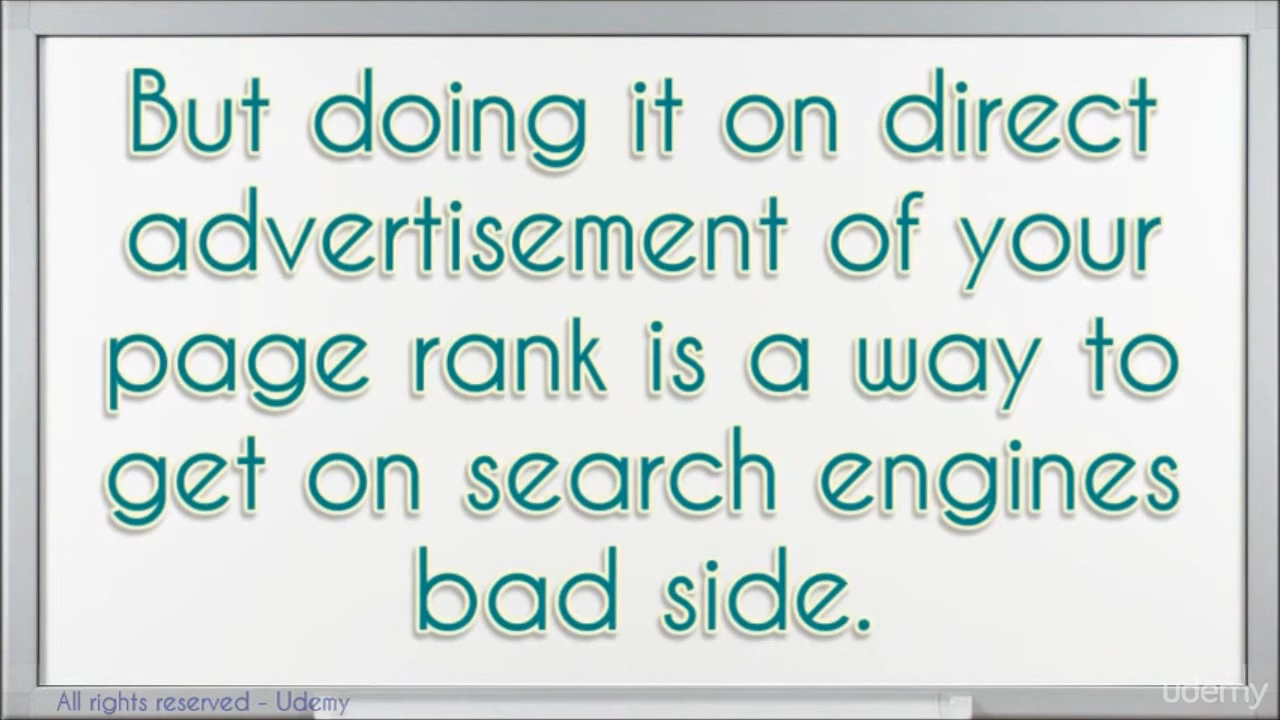 But doing it on direct
advertisement of your
page rank is a way to
get on search engines
bad side.
All rights reserved - Udemy
udemy